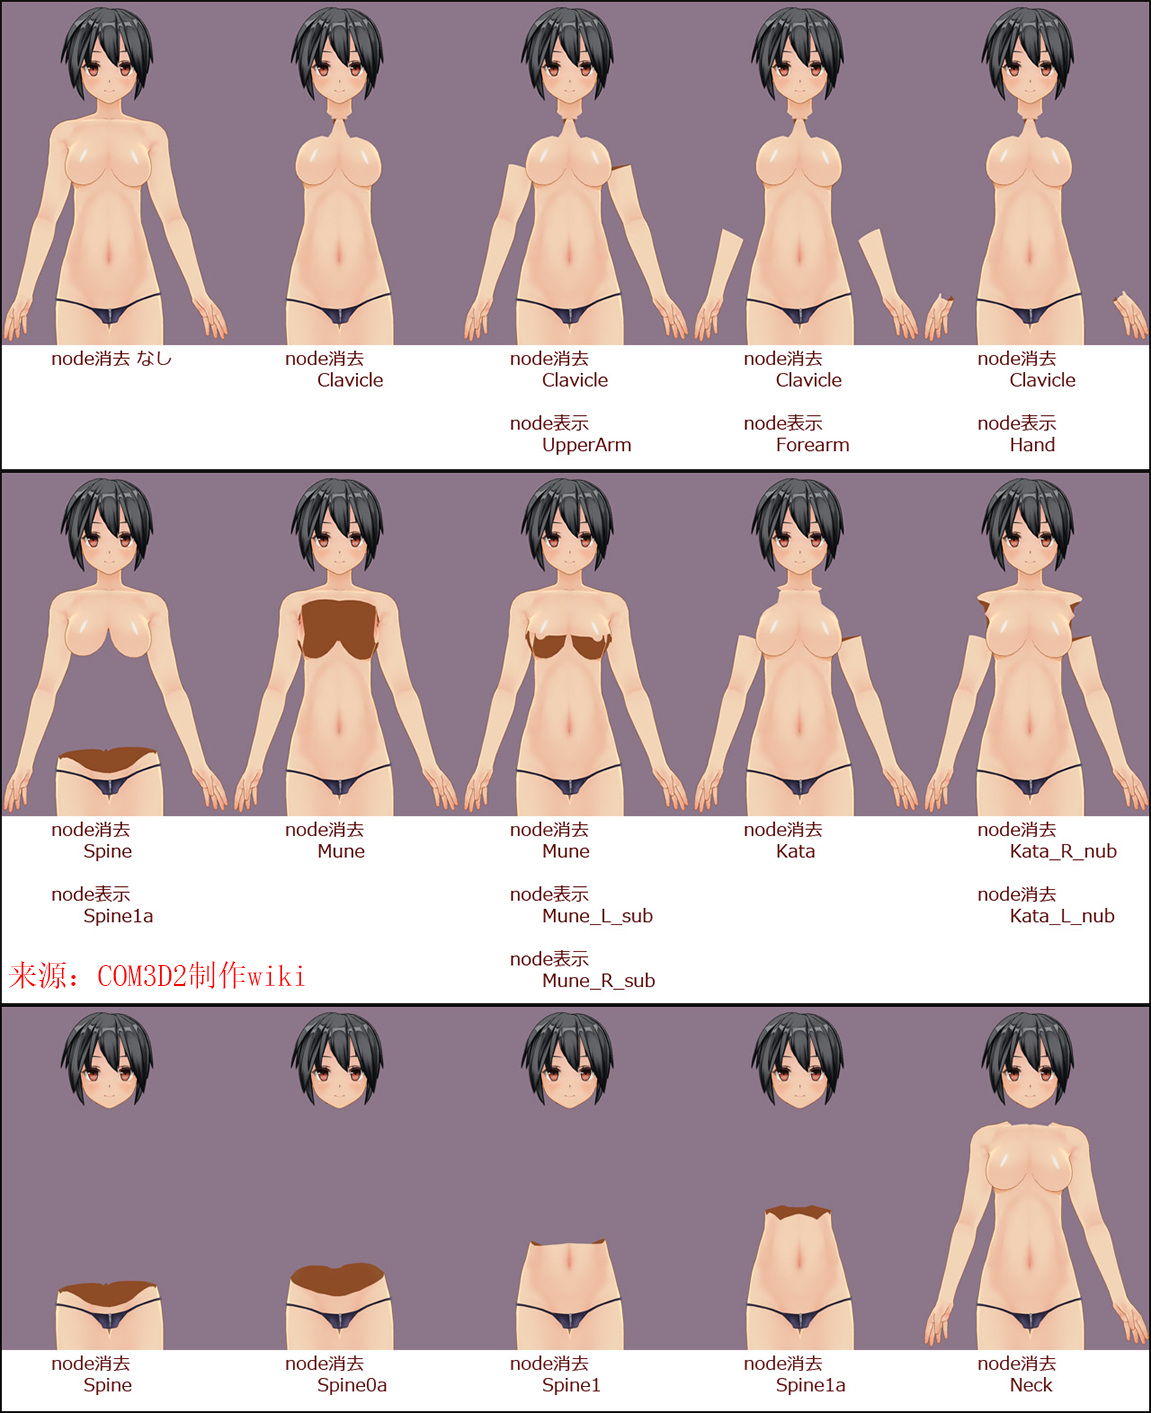 node消去 なし
node消去
Clavicle
node消去
Clavicle
node表示
UpperArm
node消去
Clavicle
node表示
Forearm
node消去
Clavicle
node表示
Hand
node消去
Spine
node表示
Spine1a
node消去
Mune
node消去
Mune
node表示
Mune_L_sub
node表示
Mune_R_sub
node消去
Kata
node消去
Kata_R_nub
node消去
Kata_L_nub
来源：COM3D2制作wiki
node消去
Spine
node消去
Spine0a
node消去
Spine1
node消去
Spine1a
node消去
Neck